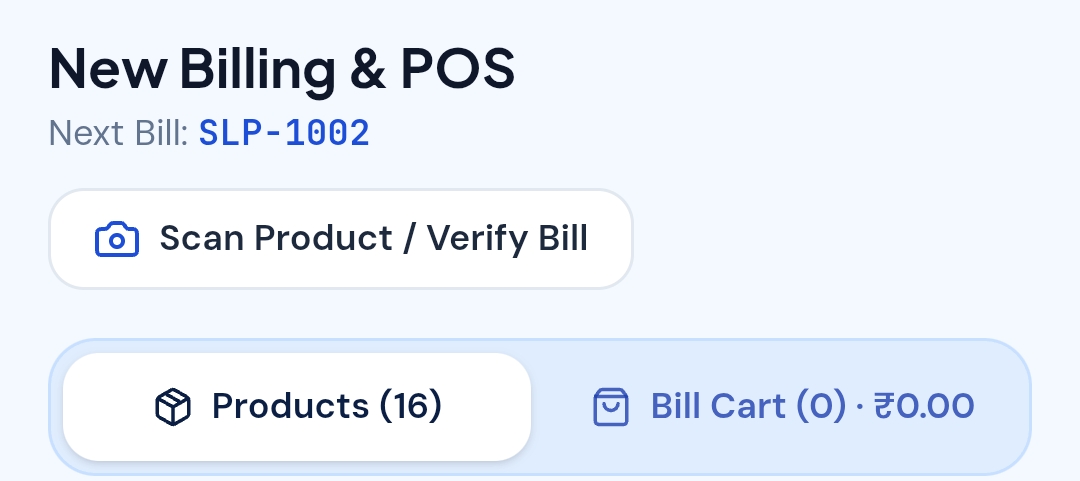 New Billing & POS
Next Bill: SLP-1002
Scan Product / Verify Bill
Products (16)
Bill Cart (0) · ₹0.00